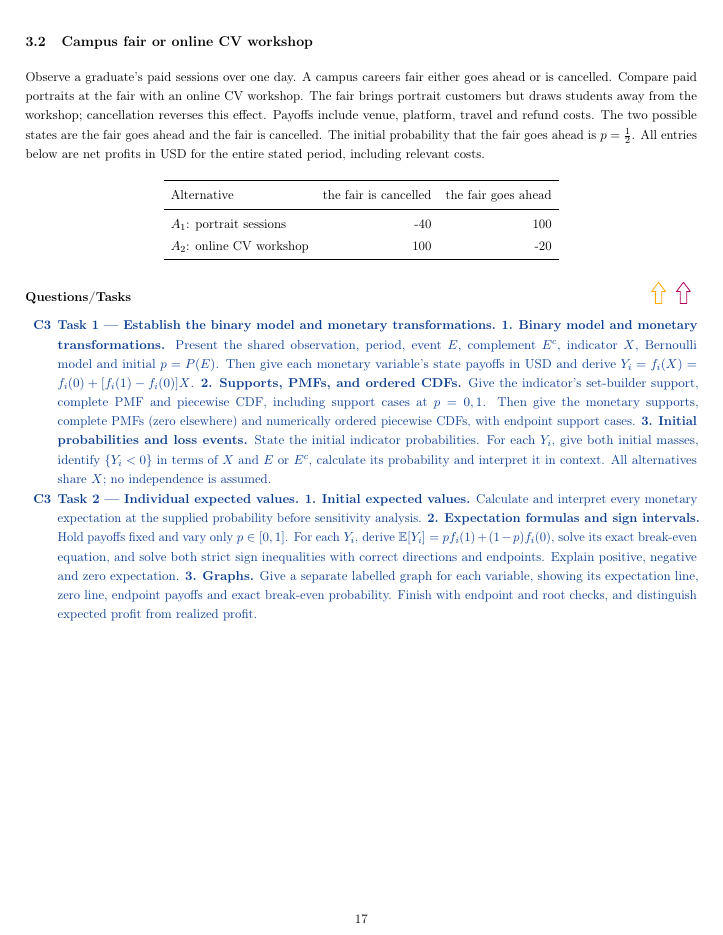 3.2 Campus fair or online CV workshop
Observe a graduate's paid sessions over one day. A campus careers fair either goes ahead or is cancelled. Compare paid
portraits at the fair with an online CV workshop. The fair brings portrait customers but draws students away from the
workshop; cancellation reverses this effect. Payoffs include venue, platform, travel and refund costs. The two possible
states are the fair goes ahead and the fair is cancelled. The initial probability that the fair goes ahead is p = 1/2. All entries
below are net profits in USD for the entire stated period, including relevant costs.
Alternative the fair is cancelled the fair goes ahead
A₁: portrait sessions -40 100
A₂: online CV workshop 100 -20
Questions/Tasks
C3 Task 1 — Establish the binary model and monetary transformations. 1. Binary model and monetary
transformations. Present the shared observation, period, event E, complement Eᶜ, indicator X, Bernoulli
model and initial p = P(E). Then give each monetary variable's state payoffs in USD and derive Yᵢ = fᵢ(X) =
fᵢ(0) + [fᵢ(1) − fᵢ(0)]X. 2. Supports, PMFs, and ordered CDFs. Give the indicator's set-builder support,
complete PMF and piecewise CDF, including support cases at p = 0, 1. Then give the monetary supports,
complete PMFs (zero elsewhere) and numerically ordered piecewise CDFs, with endpoint support cases. 3. Initial
probabilities and loss events. State the initial indicator probabilities. For each Yᵢ, give both initial masses,
identify {Yᵢ < 0} in terms of X and E or Eᶜ, calculate its probability and interpret it in context. All alternatives
share X; no independence is assumed.
C3 Task 2 — Individual expected values. 1. Initial expected values. Calculate and interpret every monetary
expectation at the supplied probability before sensitivity analysis. 2. Expectation formulas and sign intervals.
Hold payoffs fixed and vary only p ∈ [0, 1]. For each Yᵢ, derive 𝔼[Yᵢ] = pfᵢ(1)+(1−p)fᵢ(0), solve its exact break-even
equation, and solve both strict sign inequalities with correct directions and endpoints. Explain positive, negative
and zero expectation. 3. Graphs. Give a separate labelled graph for each variable, showing its expectation line,
zero line, endpoint payoffs and exact break-even probability. Finish with endpoint and root checks, and distinguish
expected profit from realized profit.
17